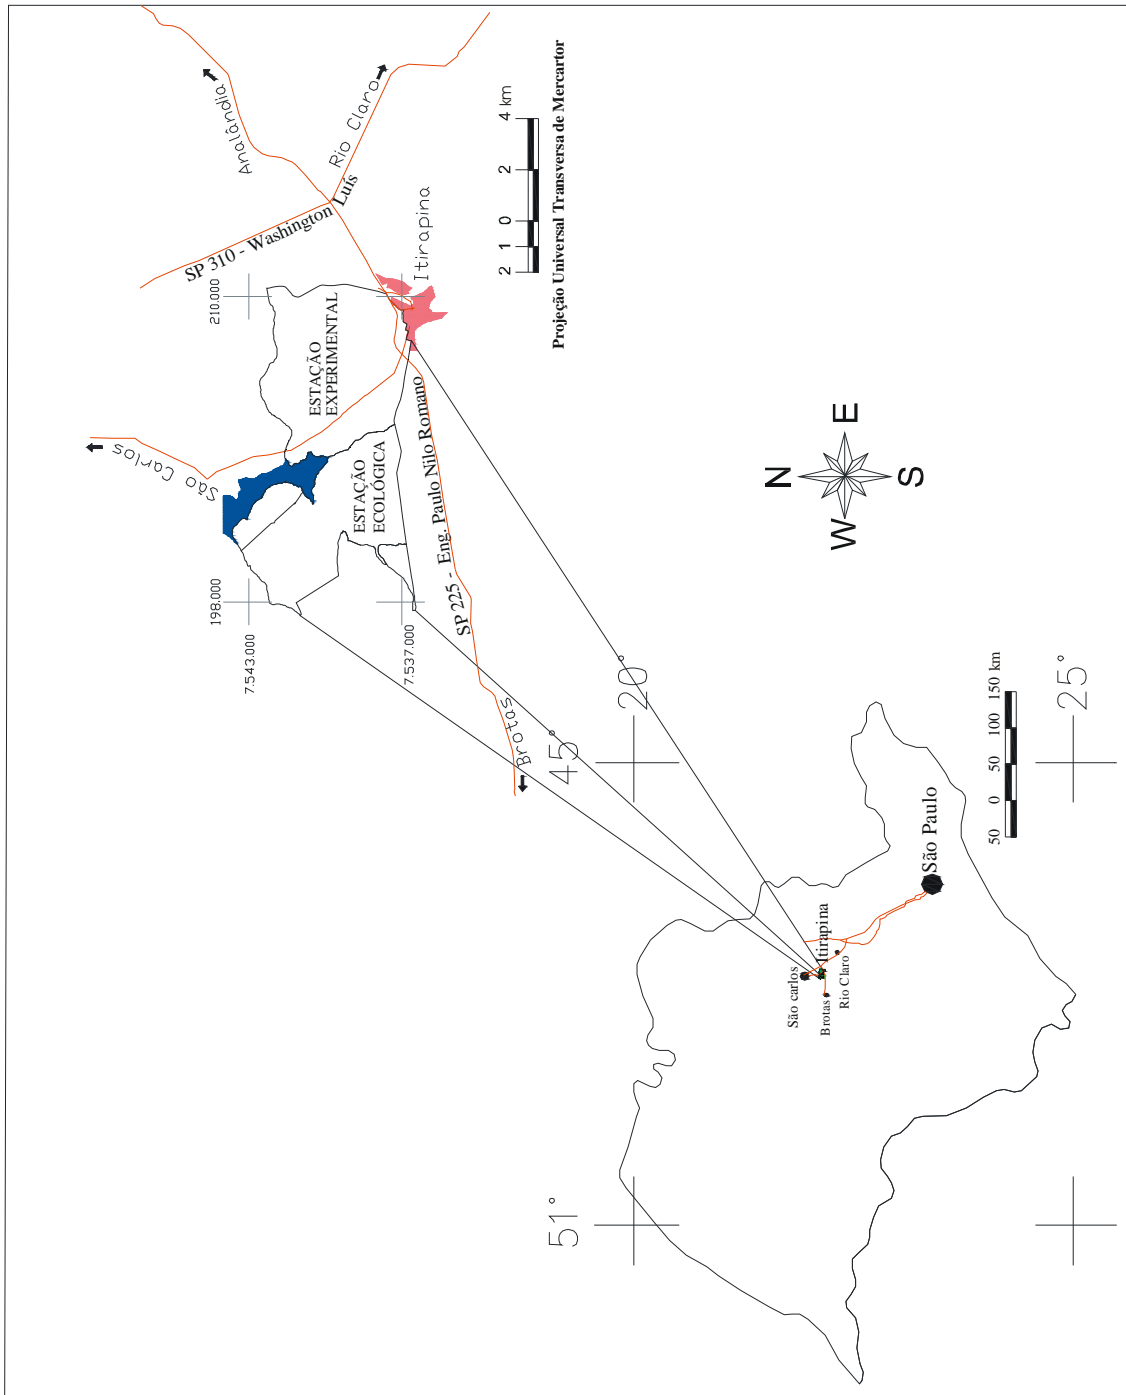 São Carlos
Analândia
Rio Claro
SP 310 - Washington Luís
210.000
198.000
7.543.000
7.537.000
ESTAÇÃO
EXPERIMENTAL
ESTAÇÃO
ECOLÓGICA
Itirapina
SP 225 - Eng. Paulo Nilo Romano
Brotas
2 1 0 2 4 km
Projeção Universal Transversa de Mercartor
N
W E
S
51°
45°
20°
25°
São carlos
Itirapina
Brotas
Rio Claro
São Paulo
50 0 50 100 150 km